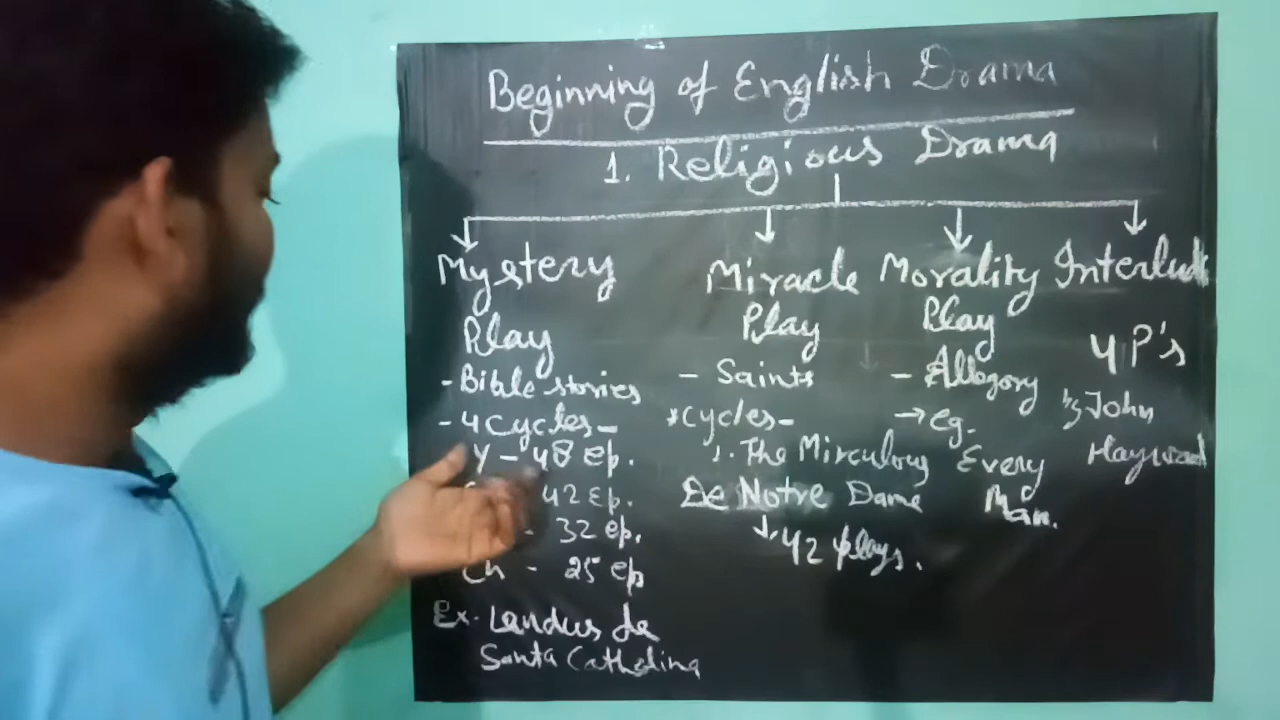 Beginning of English Drama
1. Religious Drama
Mystery
Play
- Bible stories
- 4 Cycles -
Y - 48 ep.
42 Ep.
- 32 ep.
Ch - 25 ep
Ex. Landus de
Santa Catholina
Miracle
Play
- Saints
*Cycles -
1. The Mirculous
De Notre Dame
↓ 42 plays.
Morality
Play
- Allegory
→ eg.
Every
Man.
Interlude
4 P's
by John
Haywood